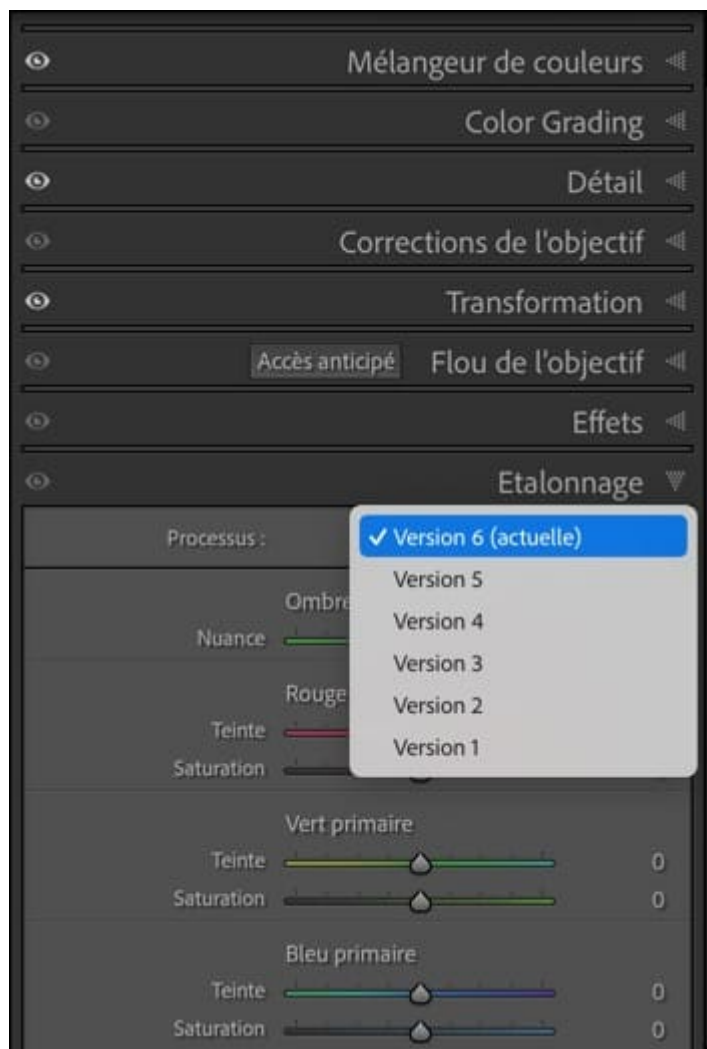 Mélangeur de couleurs
Color Grading
Détail
Corrections de l'objectif
Transformation
Accès anticipé Flou de l'objectif
Effets
Etalonnage
Processus : Version 6 (actuelle)
Version 5
Ombre
Version 4
Nuance
Version 3
Rouge
Version 2
Teinte
Version 1
Saturation
Vert primaire
Teinte 0
Saturation 0
Bleu primaire
Teinte 0
Saturation 0